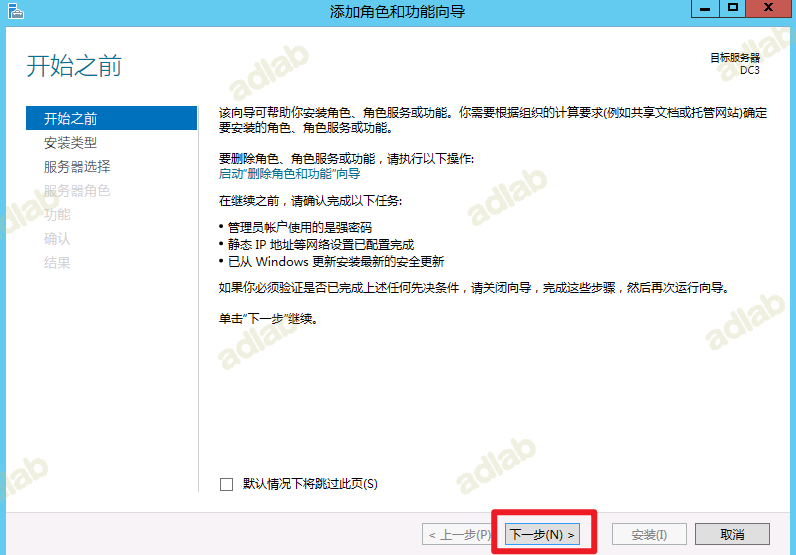 添加角色和功能向导
开始之前
目标服务器
DC3
开始之前
安装类型
服务器选择
服务器角色
功能
确认
结果
该向导可帮助你安装角色、角色服务或功能。你需要根据组织的计算要求(例如共享文档或托管网站)确定
要安装的角色、角色服务或功能。
要删除角色、角色服务或功能，请执行以下操作:
启动"删除角色和功能"向导
在继续之前，请确认完成以下任务:
• 管理员帐户使用的是强密码
• 静态 IP 地址等网络设置已配置完成
• 已从 Windows 更新安装最新的安全更新
如果你必须验证是否已完成上述任何先决条件，请关闭向导，完成这些步骤，然后再次运行向导。
单击"下一步"继续。
默认情况下将跳过此页(S)
< 上一步(P)
下一步(N) >
安装(I)
取消
adlab
adlab
adlab
adlab
adlab
adlab
adlab
adlab